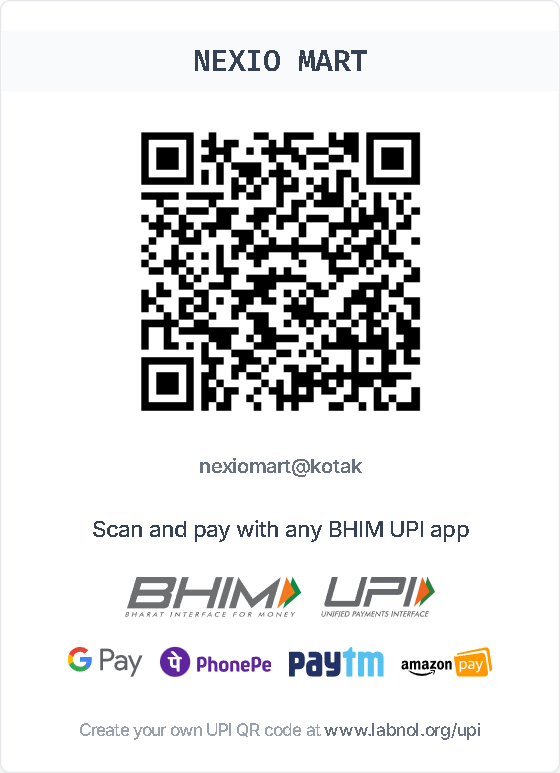 NEXIO MART
nexiomart@kotak
Scan and pay with any BHIM UPI app
BHIM UPI
BHARAT INTERFACE FOR MONEY UNIFIED PAYMENTS INTERFACE
G Pay पे PhonePe paytm amazon pay
Create your own UPI QR code at www.labnol.org/upi